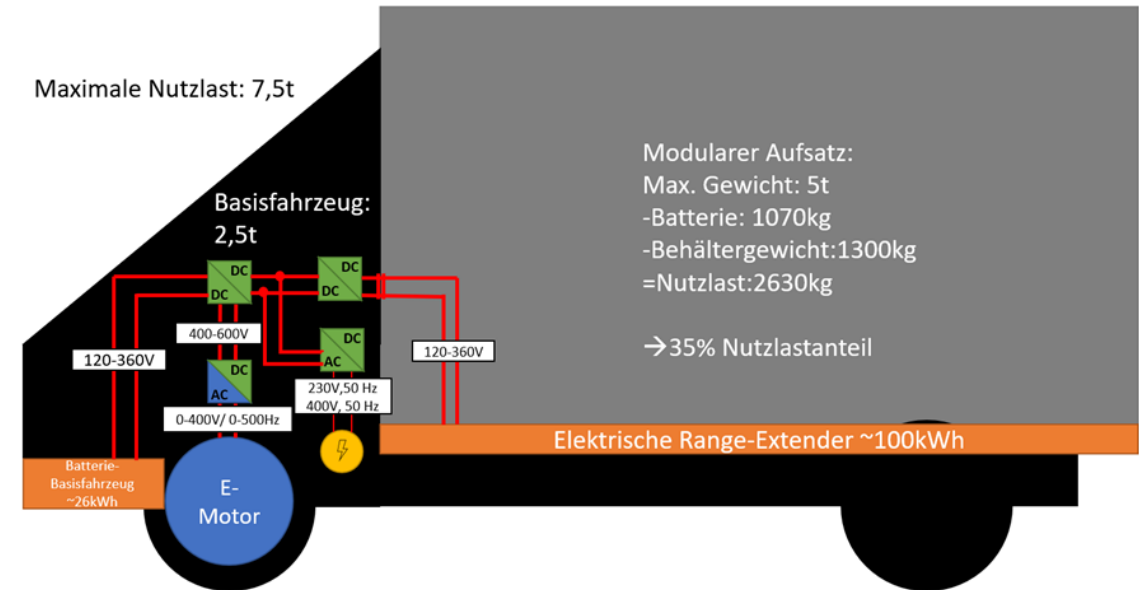 Maximale Nutzlast: 7,5t
Basisfahrzeug:
2,5t
Modularer Aufsatz:
Max. Gewicht: 5t
-Batterie: 1070kg
-Behältergewicht:1300kg
=Nutzlast:2630kg
→35% Nutzlastanteil
DC
DC
DC
DC
400-600V
120-360V
DC
AC
DC
AC
120-360V
230V,50 Hz
400V, 50 Hz
0-400V/ 0-500Hz
Elektrische Range-Extender ~100kWh
Batterie-
Basisfahrzeug
~26kWh
E-
Motor